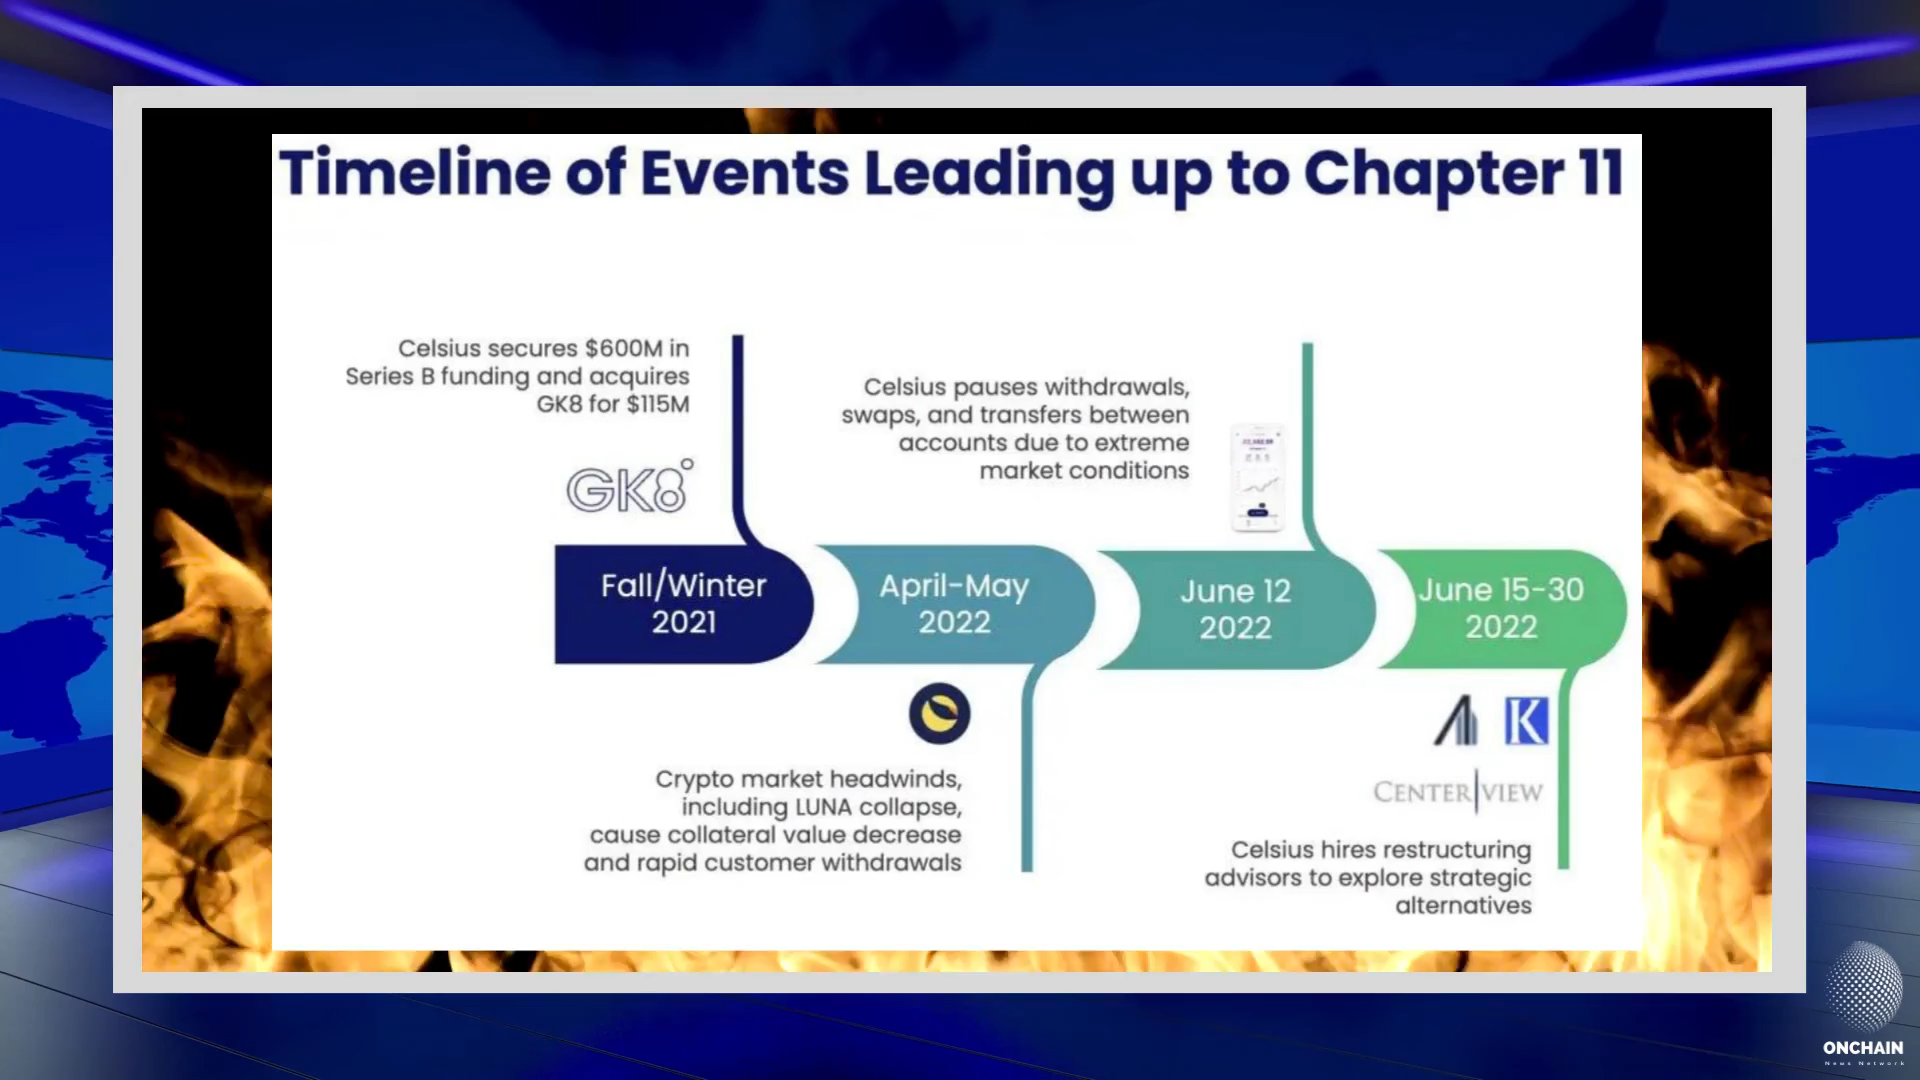 Timeline of Events Leading up to Chapter 11
Celsius secures $600M in
Series B funding and acquires
GK8 for $115M
GK8
Celsius pauses withdrawals,
swaps, and transfers between
accounts due to extreme
market conditions
Fall/Winter
2021
April-May
2022
June 12
2022
June 15-30
2022
Crypto market headwinds,
including LUNA collapse,
cause collateral value decrease
and rapid customer withdrawals
K
CENTERVIEW
Celsius hires restructuring
advisors to explore strategic
alternatives
ONCHAIN
News Network